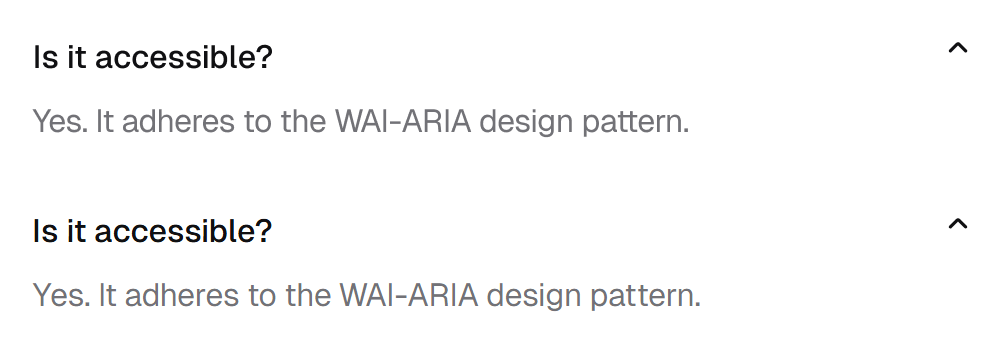 Is it accessible?
Yes. It adheres to the WAI-ARIA design pattern.
Is it accessible?
Yes. It adheres to the WAI-ARIA design pattern.